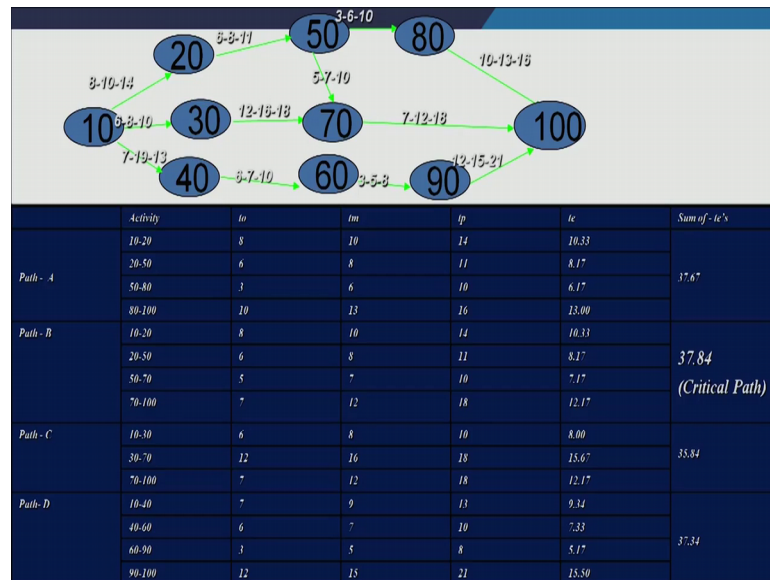 3-6-10
6-8-11
50
80
20
10-13-16
5-7-10
8-10-14
12-16-18
7-12-18
10
6-8-10
30
70
100
7-19-13
12-15-21
40
6-7-10
60
3-5-8
90
Activity to tm tp te Sum of - te's
Path - A
10-20 8 10 14 10.33
20-50 6 8 11 8.17
50-80 3 6 10 6.17
80-100 10 13 16 13.00
37.67
Path - B
10-20 8 10 14 10.33
20-50 6 8 11 8.17
50-70 5 7 10 7.17
70-100 7 12 18 12.17
37.84
(Critical Path)
Path - C
10-30 6 8 10 8.00
30-70 12 16 18 15.67
70-100 7 12 18 12.17
35.84
Path- D
10-40 7 9 13 9.34
40-60 6 7 10 7.33
60-90 3 5 8 5.17
90-100 12 15 21 15.50
37.34